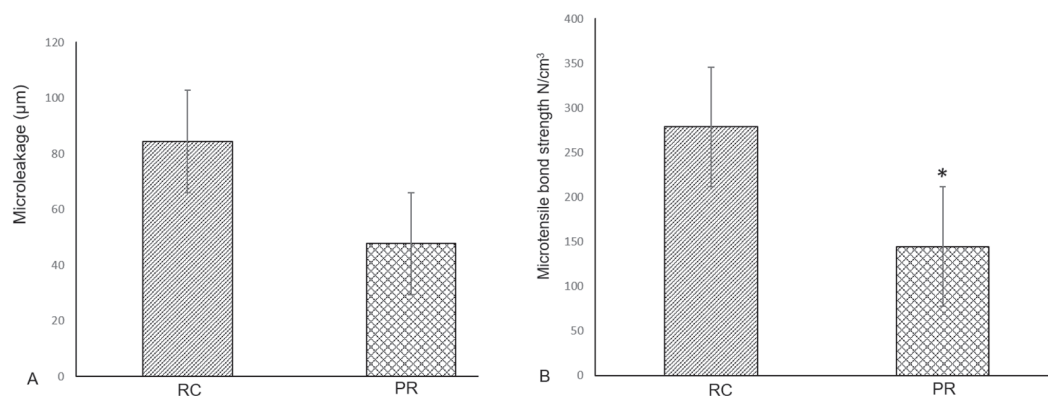 120
100
80
60
40
20
0
Microleakage (µm)
RC
PR
A
400
350
300
250
200
150
100
50
0
Microtensile bond strength N/cm³
*
RC
PR
B